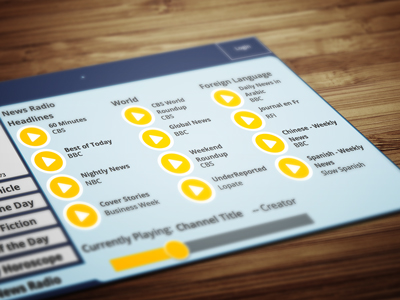 Login
News Radio
Headlines
60 Minutes
CBS
Best of Today
BBC
Nightly News
NBC
Cover Stories
Business Week
World
CBS World
Roundup
CBS
Global News
BBC
Weekend
Roundup
CBS
UnderReported
Lopate
Foreign Language
Daily News in
Arabic
BBC
Journal en Fr
RFI
Chinese - Weekly
News
BBC
Spanish - Weekly
News
Slow Spanish
Currently Playing: Channel Title – Creator
icle
e Day
Fiction
f the Day
Horoscope
News Radio